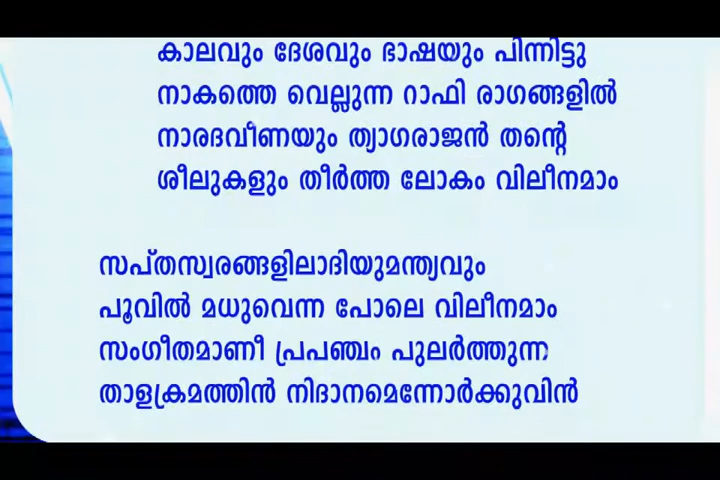 കാലവും ദേശവും ഭാഷയും പിന്നിട്ടു
നാകത്തെ വെല്ലുന്ന റാഫി രാഗങ്ങളിൽ
നാരദവീണയും ത്യാഗരാജൻ തന്റെ
ശീലുകളും തീർത്ത ലോകം വിലീനമാം
സപ്തസ്വരങ്ങളിലാദിയുമന്ത്യവും
പൂവിൽ മധുവെന്ന പോലെ വിലീനമാം
സംഗീതമാണീ പ്രപഞ്ചം പുലർത്തുന്ന
താളക്രമത്തിൻ നിദാനമെന്നോർക്കുവിൻ